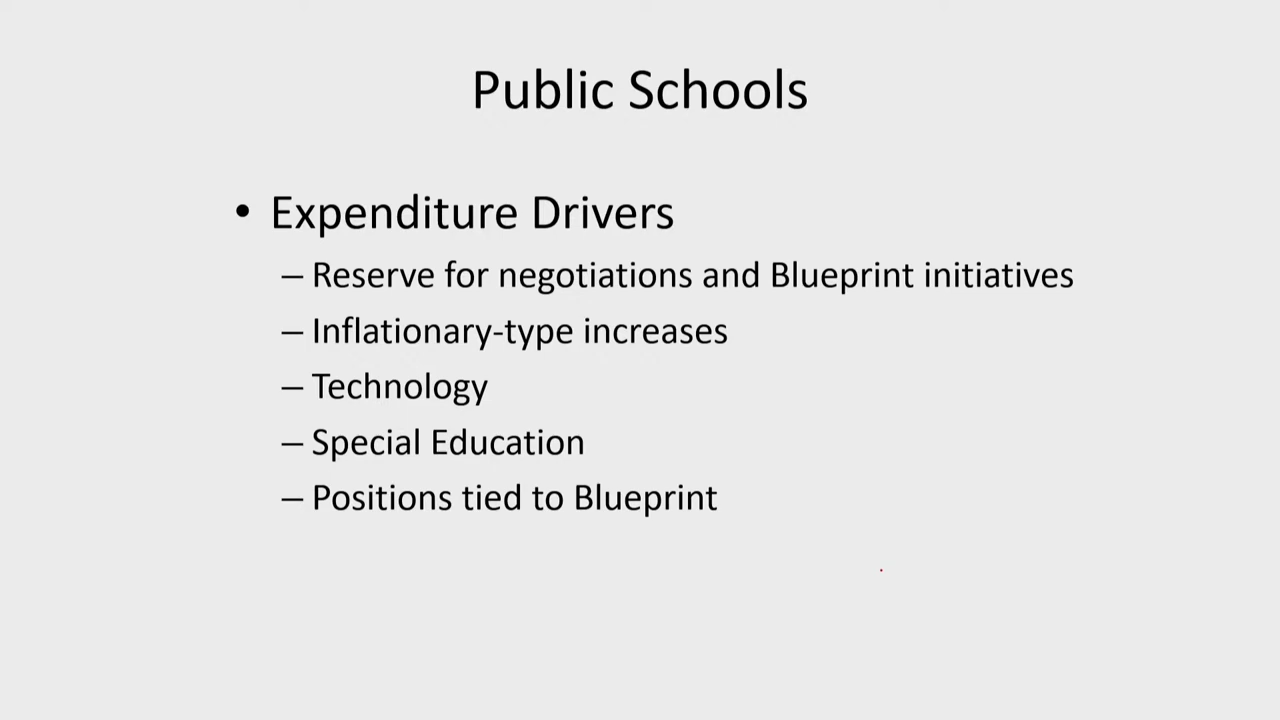 Public Schools
• Expenditure Drivers
– Reserve for negotiations and Blueprint initiatives
– Inflationary-type increases
– Technology
– Special Education
– Positions tied to Blueprint